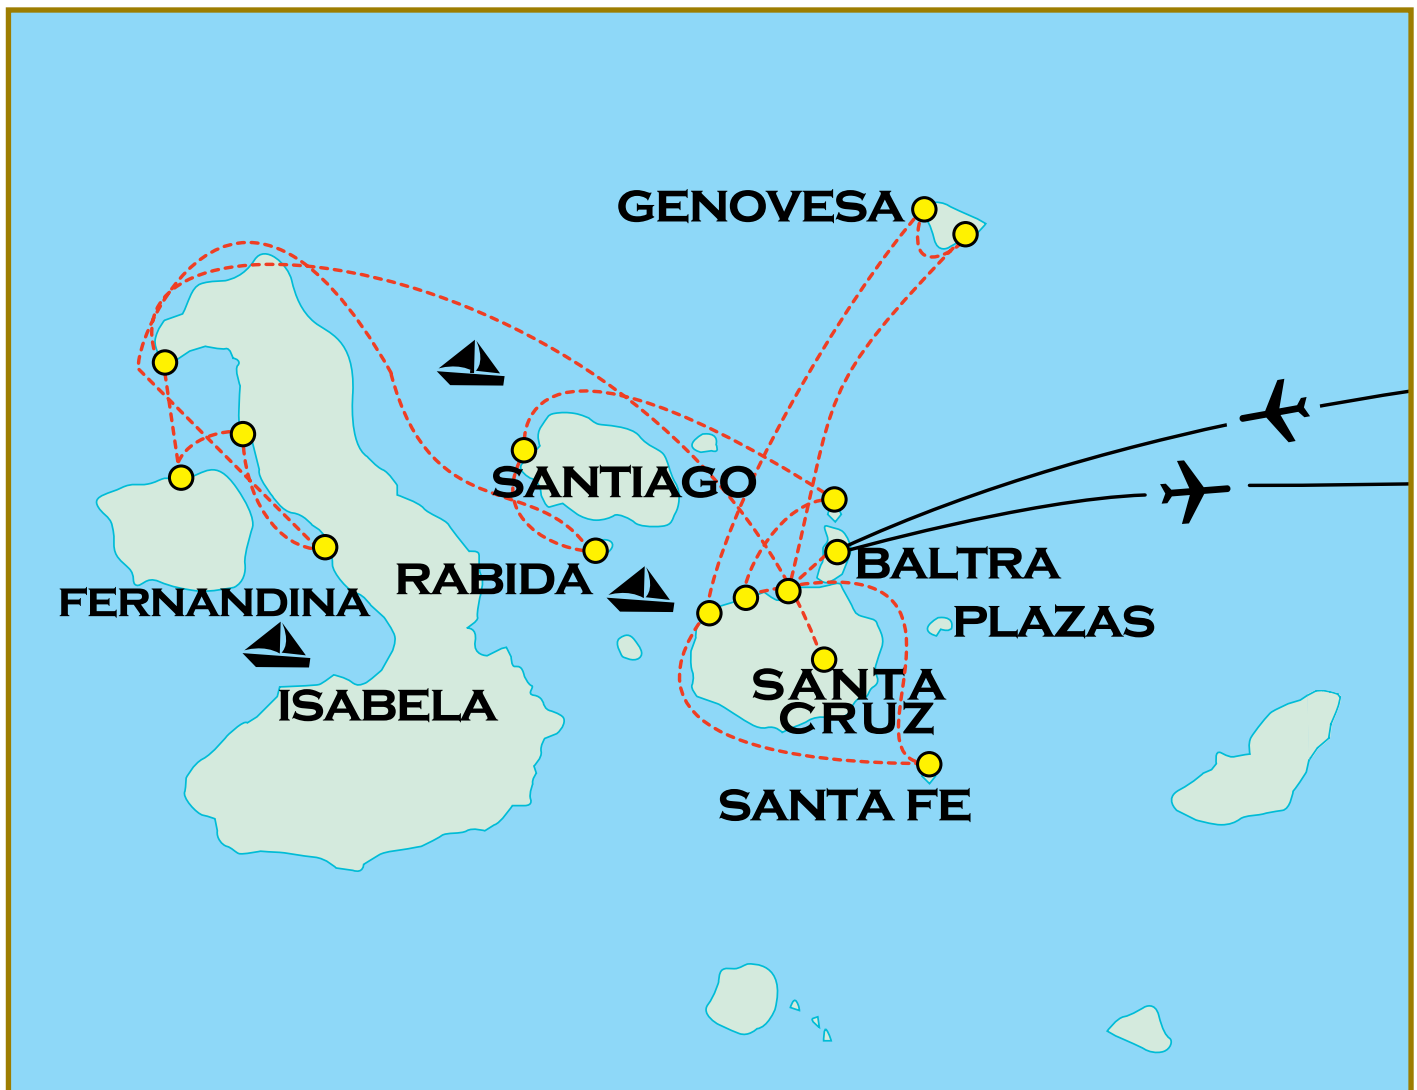 GENOVESA
SANTIAGO
BALTRA
RABIDA
FERNANDINA
PLAZAS
SANTA
CRUZ
ISABELA
SANTA FE